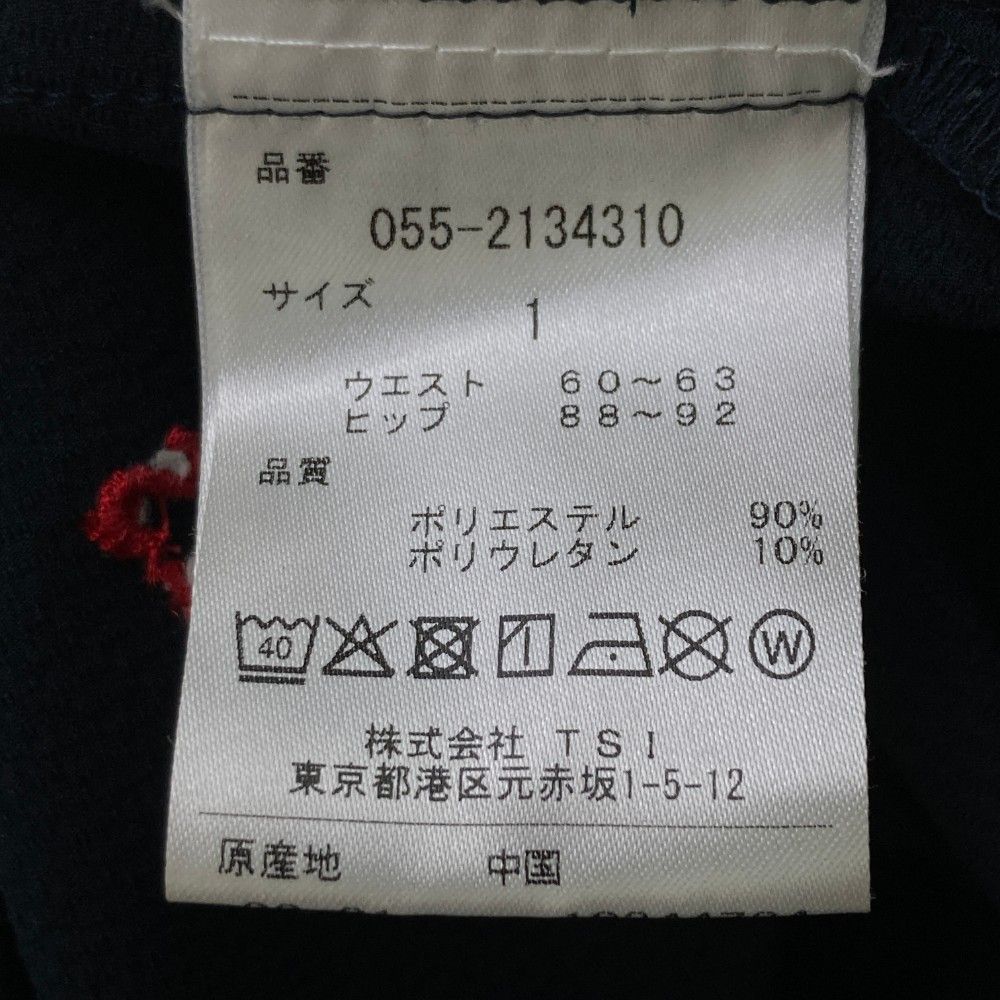 品番
055-2134310
サイズ
1
ウエスト 60～63
ヒップ 88～92
品質
ポリエステル 90%
ポリウレタン 10%
40
W
株式会社 TSI
東京都港区元赤坂1-5-12
原産地 中国